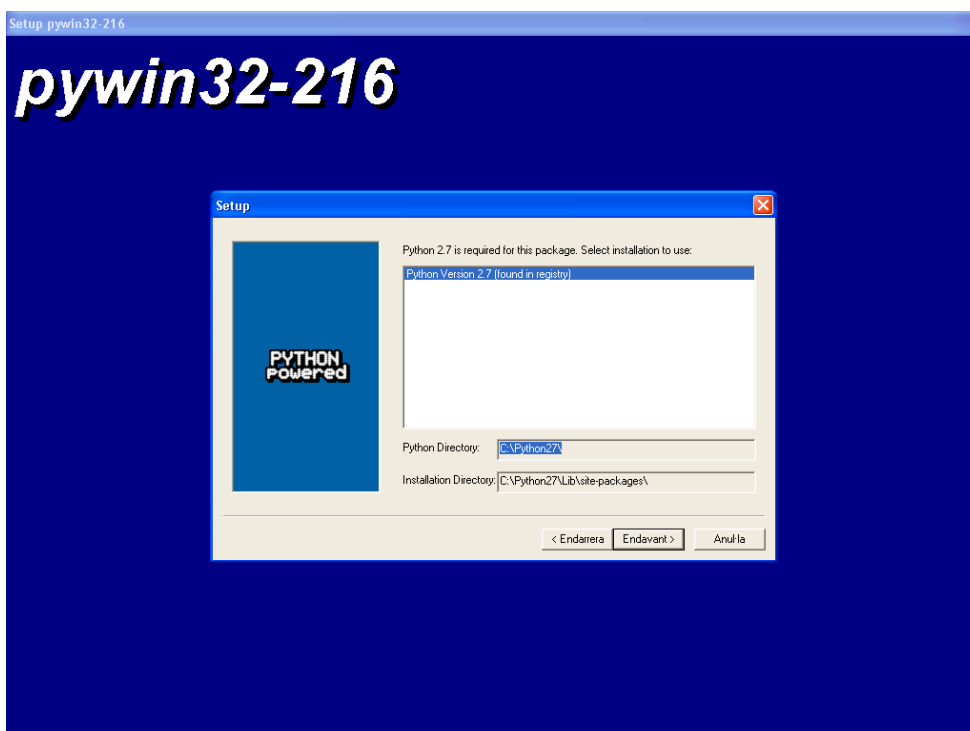 Setup pywin32-216
pywin32-216
Setup
Python 2.7 is required for this package. Select installation to use:
Python Version 2.7 (found in registry)
PYTHON
Powered
Python Directory: C:\Python27\
Installation Directory: C:\Python27\Lib\site-packages\
< Endarrera Endavant > Anul·la